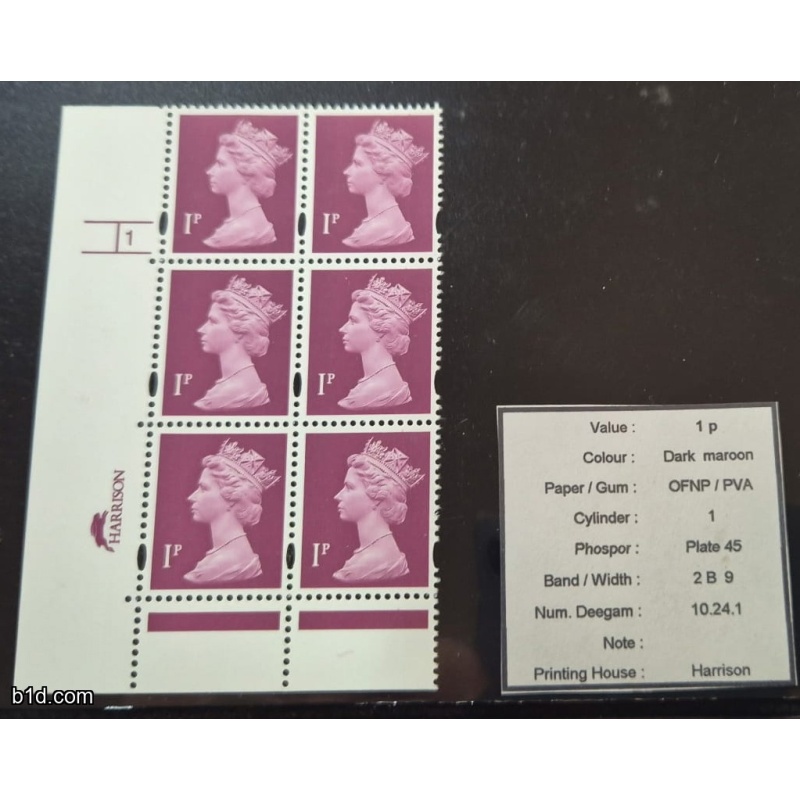 1P 1P
1
1P 1P
HARRISON
1P 1P
Value : 1 p
Colour : Dark maroon
Paper / Gum : OFNP / PVA
Cylinder : 1
Phospor : Plate 45
Band / Width : 2 B 9
Num. Deegam : 10.24.1
Note :
Printing House : Harrison
b1d.com